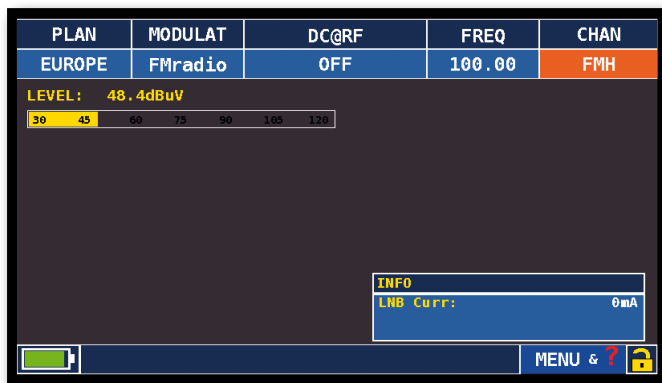 PLAN MODULAT DC@RF FREQ CHAN
EUROPE FMradio OFF 100.00 FMH
LEVEL: 48.4dBuV
30 45 60 75 90 105 120
INFO
LNB Curr: 0mA
MENU & ?